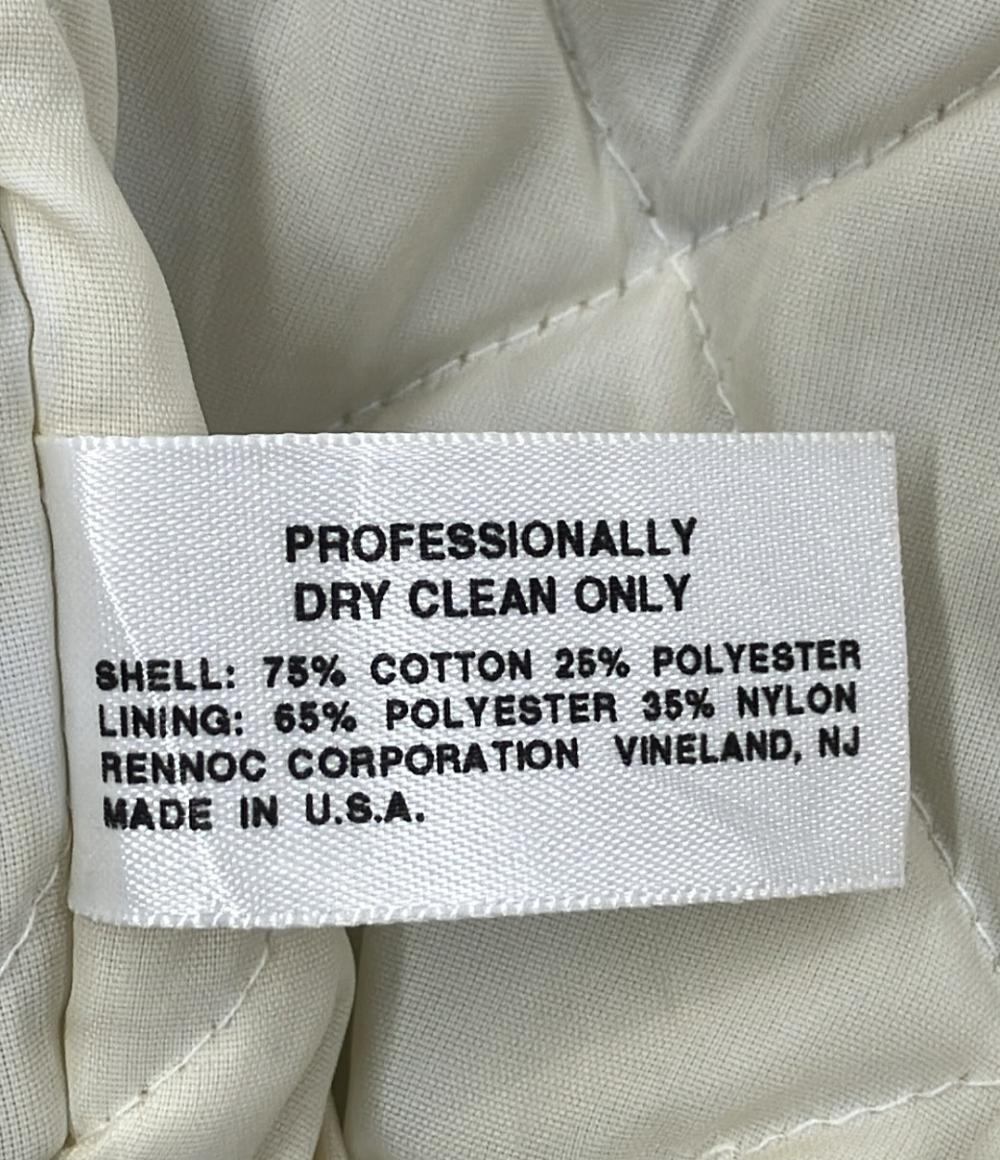 PROFESSIONALLY
DRY CLEAN ONLY
SHELL: 75% COTTON 25% POLYESTER
LINING: 65% POLYESTER 35% NYLON
RENNOC CORPORATION VINELAND, NJ
MADE IN U.S.A.